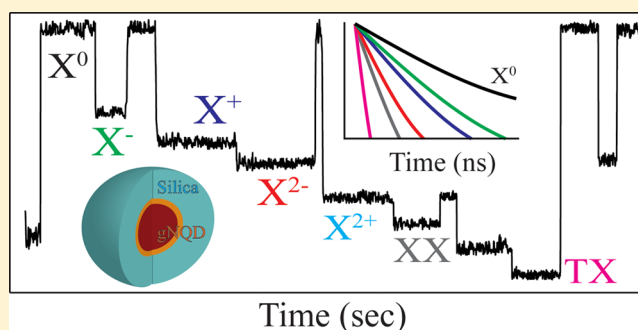 X⁰
X⁻
X⁺
X²⁻
X²⁺
XX
TX
Silica
gNQD
X⁰
Time (ns)
Time (sec)